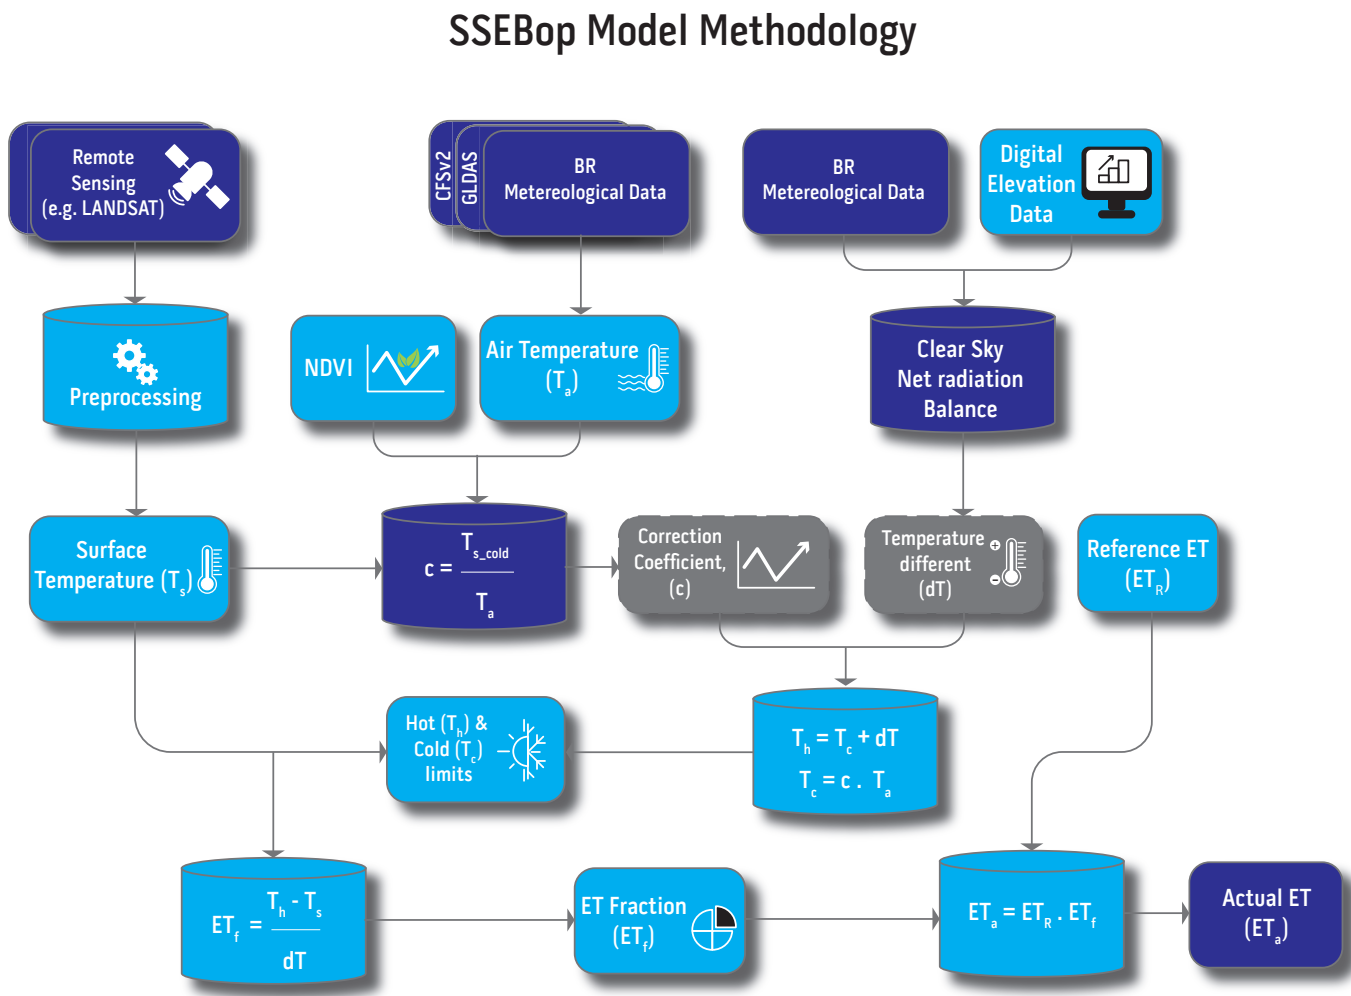 SSEBop Model Methodology
Remote
Sensing
(e.g. LANDSAT)
CFSv2
GLDAS
BR
Metereological Data
BR
Metereological Data
Digital
Elevation
Data
Preprocessing
NDVI
Air Temperature
(Ta)
Clear Sky
Net radiation
Balance
Surface
Temperature (Ts)
c = Ts_cold
Ta
Correction
Coefficient,
(c)
Temperature
different
(dT)
Reference ET
(ETR)
Hot (Th) &
Cold (Tc)
limits
Th = Tc + dT
Tc = c . Ta
ETf = Th - Ts
dT
ET Fraction
(ETf)
ETa = ETR . ETf
Actual ET
(ETa)